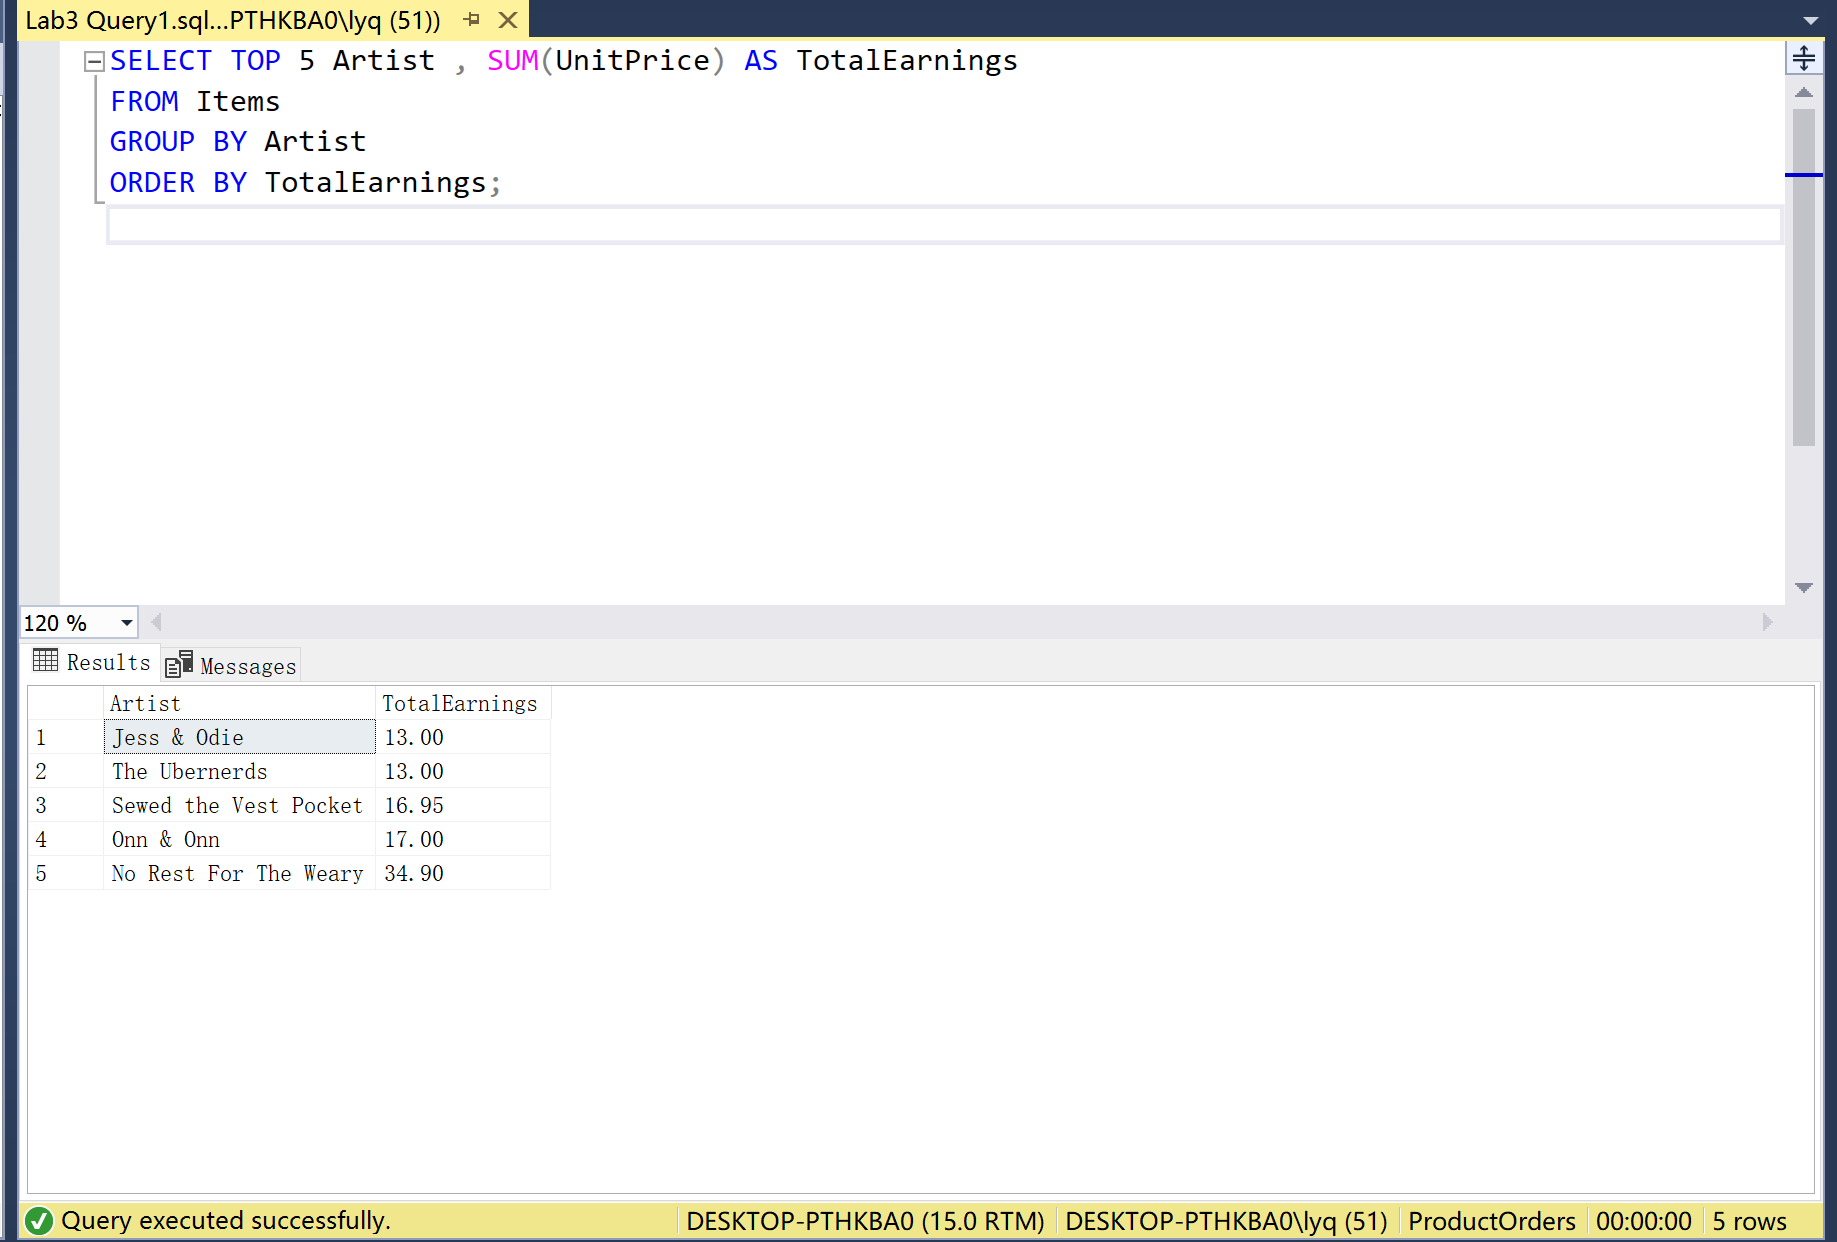 Lab3 Query1.sql...PTHKBA0\lyq (51))
SELECT TOP 5 Artist , SUM(UnitPrice) AS TotalEarnings
FROM Items
GROUP BY Artist
ORDER BY TotalEarnings;
120 %
Results Messages
Artist TotalEarnings
1 Jess & Odie 13.00
2 The Ubernerds 13.00
3 Sewed the Vest Pocket 16.95
4 Onn & Onn 17.00
5 No Rest For The Weary 34.90
Query executed successfully. DESKTOP-PTHKBA0 (15.0 RTM) DESKTOP-PTHKBA0\lyq (51) ProductOrders 00:00:00 5 rows